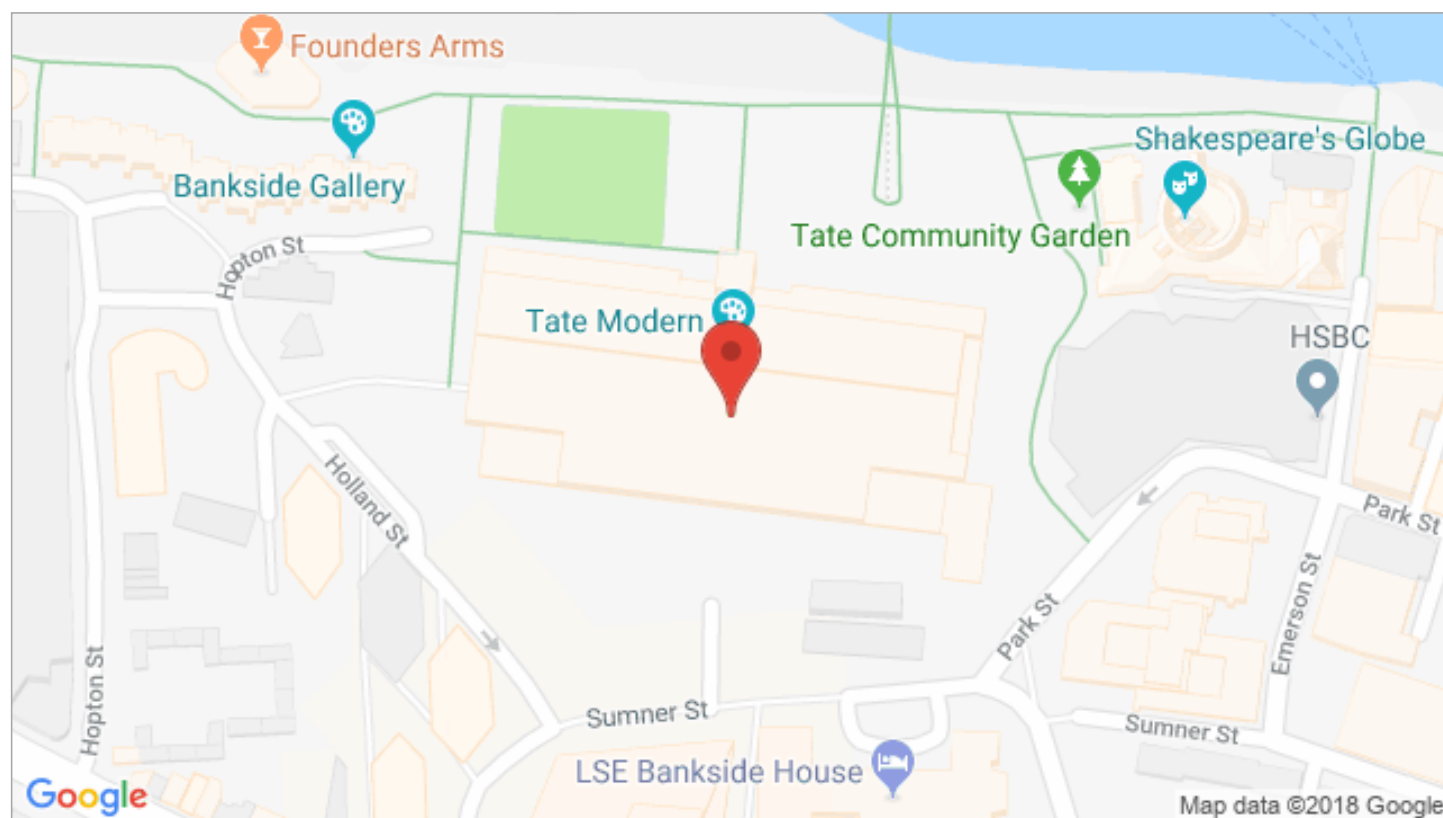 Founders Arms
Bankside Gallery
Shakespeare's Globe
Tate Community Garden
Hopton St
Tate Modern
HSBC
Holland St
Park St
Park St
Emerson St
Hopton St
Sumner St
Sumner St
LSE Bankside House
Google
Map data ©2018 Google